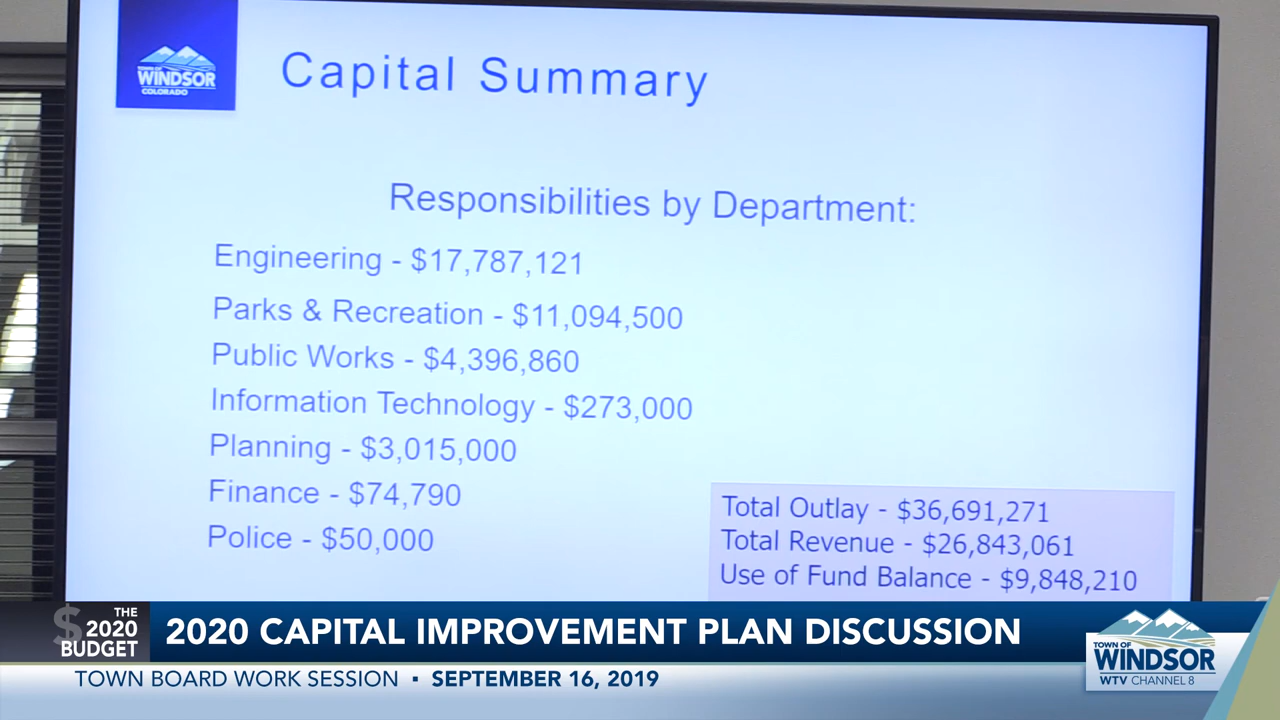 TOWN OF
WINDSOR
COLORADO
Capital Summary
Responsibilities by Department:
Engineering - $17,787,121
Parks & Recreation - $11,094,500
Public Works - $4,396,860
Information Technology - $273,000
Planning - $3,015,000
Finance - $74,790
Police - $50,000
Total Outlay - $36,691,271
Total Revenue - $26,843,061
Use of Fund Balance - $9,848,210
$ THE
2020
BUDGET
2020 CAPITAL IMPROVEMENT PLAN DISCUSSION
TOWN BOARD WORK SESSION ▪ SEPTEMBER 16, 2019
TOWN OF
WINDSOR
WTV CHANNEL 8